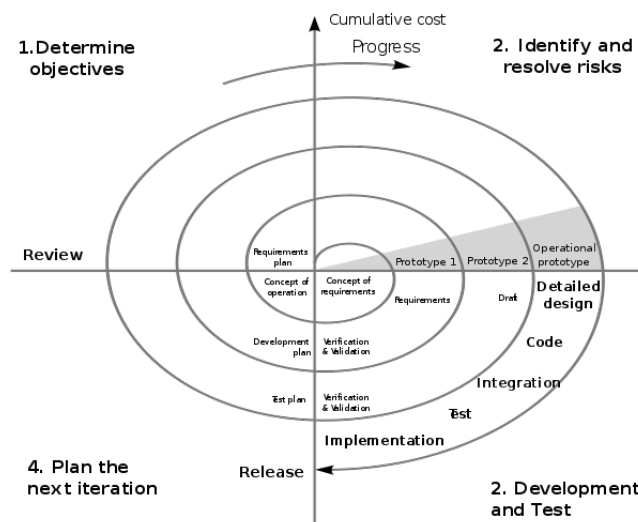 Cumulative cost
1.Determine
objectives
Progress
2. Identify and
resolve risks
Review
Requirements
plan
Prototype 1
Prototype 2
Operational
prototype
Concept of
operation
Concept of
requirements
Requirements
Draft
Detailed
design
Code
Development
plan
Verification
& Validation
Integration
Test plan
Verification
& Validation
Test
Implementation
4. Plan the
next iteration
Release
2. Development
and Test